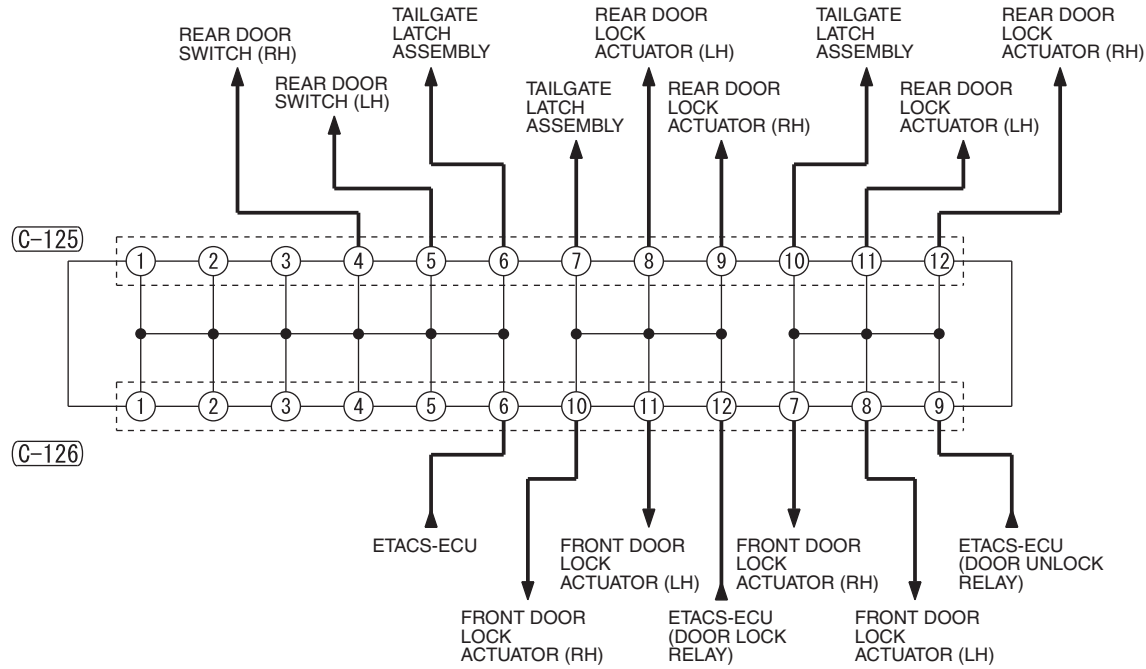 REAR DOOR
SWITCH (RH)
REAR DOOR
SWITCH (LH)
TAILGATE
LATCH
ASSEMBLY
TAILGATE
LATCH
ASSEMBLY
REAR DOOR
LOCK
ACTUATOR (LH)
REAR DOOR
LOCK
ACTUATOR (RH)
TAILGATE
LATCH
ASSEMBLY
REAR DOOR
LOCK
ACTUATOR (LH)
REAR DOOR
LOCK
ACTUATOR (RH)
(C-125)
1 2 3 4 5 6 7 8 9 10 11 12
1 2 3 4 5 6 10 11 12 7 8 9
(C-126)
ETACS-ECU
FRONT DOOR
LOCK
ACTUATOR (RH)
FRONT DOOR
LOCK
ACTUATOR (LH)
ETACS-ECU
(DOOR LOCK
RELAY)
FRONT DOOR
LOCK
ACTUATOR (RH)
FRONT DOOR
LOCK
ACTUATOR (LH)
ETACS-ECU
(DOOR UNLOCK
RELAY)